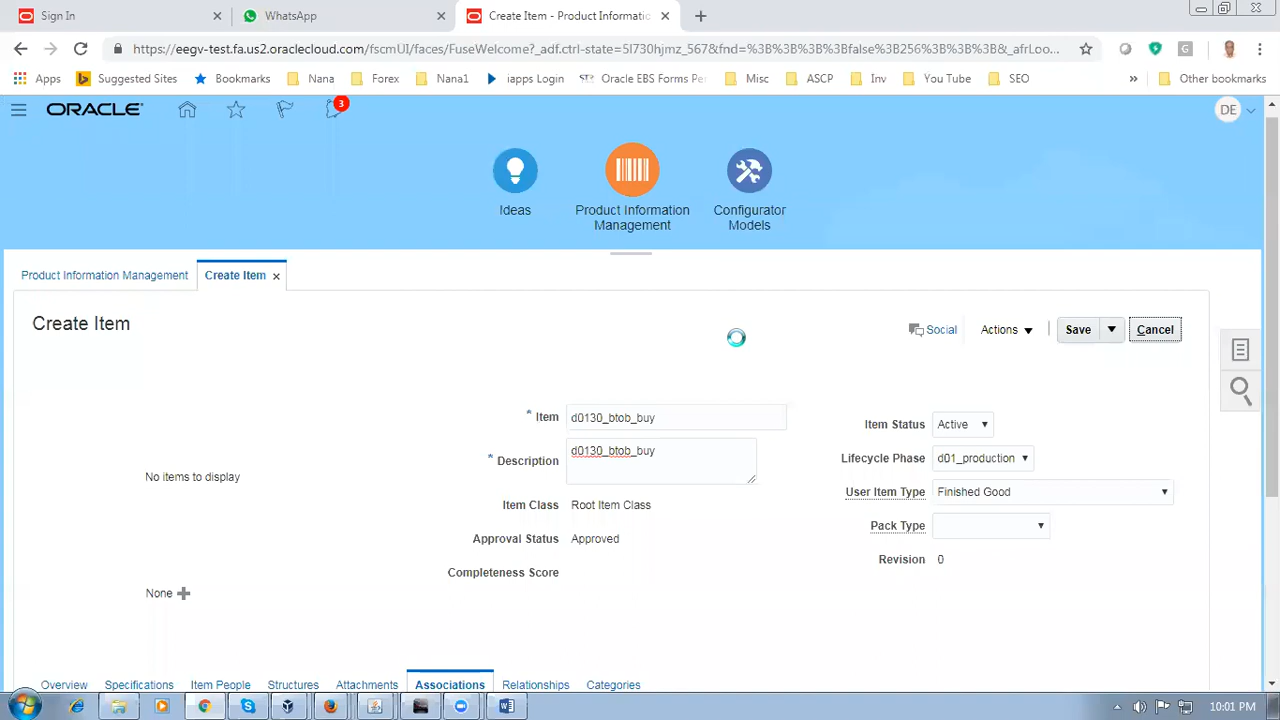 Sign In
WhatsApp
Create Item - Product Informatio
https://eegv-test.fa.us2.oraclecloud.com/fscmUI/faces/FuseWelcome?_adf.ctrl-state=5l730hjmz_567&fnd=%3B%3B%3B%3Bfalse%3B256%3B%3B%3B&_afrLoo...
G
Apps
Suggested Sites
Bookmarks
Nana
Forex
Nana1
iapps Login
Oracle EBS Forms Pe
Misc
ASCP
Inv
You Tube
SEO
»
Other bookmarks
ORACLE
3
DE
Ideas
Product Information
Management
Configurator
Models
Product Information Management
Create Item
Create Item
Social
Actions
Save
Cancel
* Item
d0130_btob_buy
* Description
d0130_btob_buy
Item Class
Root Item Class
Approval Status
Approved
Completeness Score
Item Status
Active
Lifecycle Phase
d01_production
User Item Type
Finished Good
Pack Type
Revision
0
No items to display
None
Overview
Specifications
Item People
Structures
Attachments
Associations
Relationships
Categories
10:01 PM